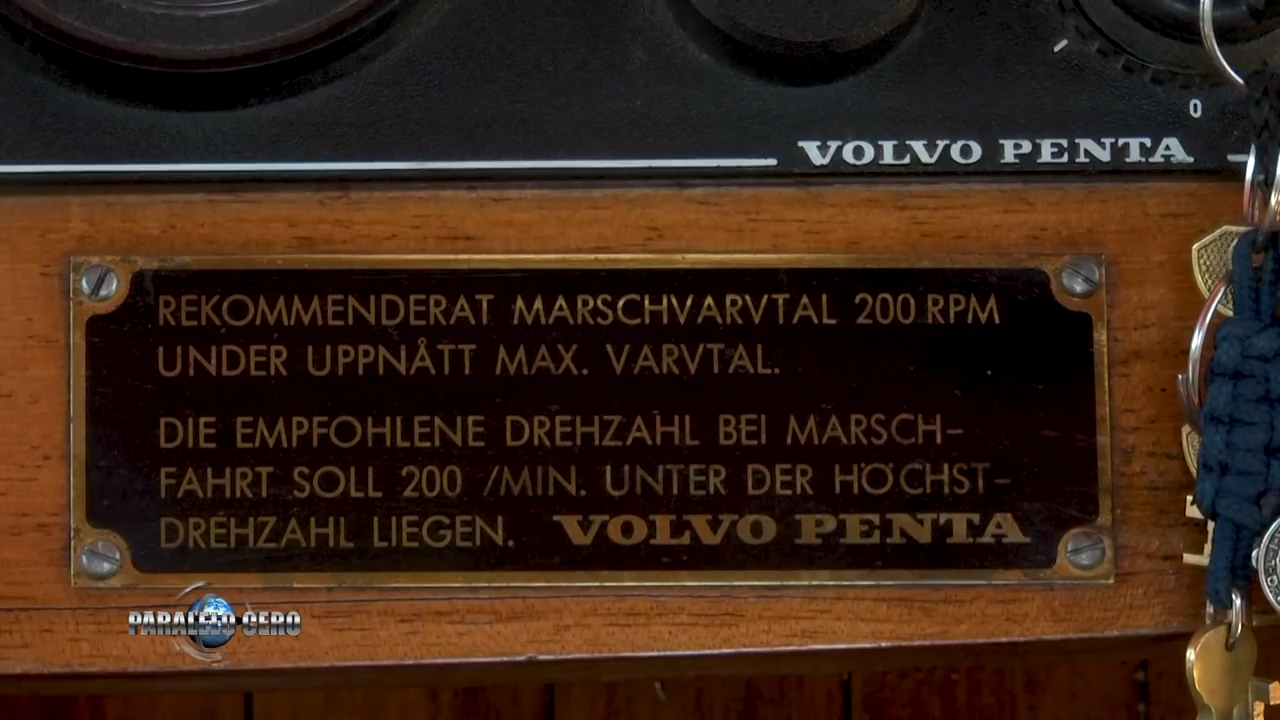 0
VOLVO PENTA
REKOMMENDERAT MARSCHVARVTAL 200 RPM
UNDER UPPNÅTT MAX. VARVTAL.
DIE EMPFOHLENE DREHZAHL BEI MARSCH-
FAHRT SOLL 200 /MIN. UNTER DER HÖCHST-
DREHZAHL LIEGEN. VOLVO PENTA
PARALELO CERO